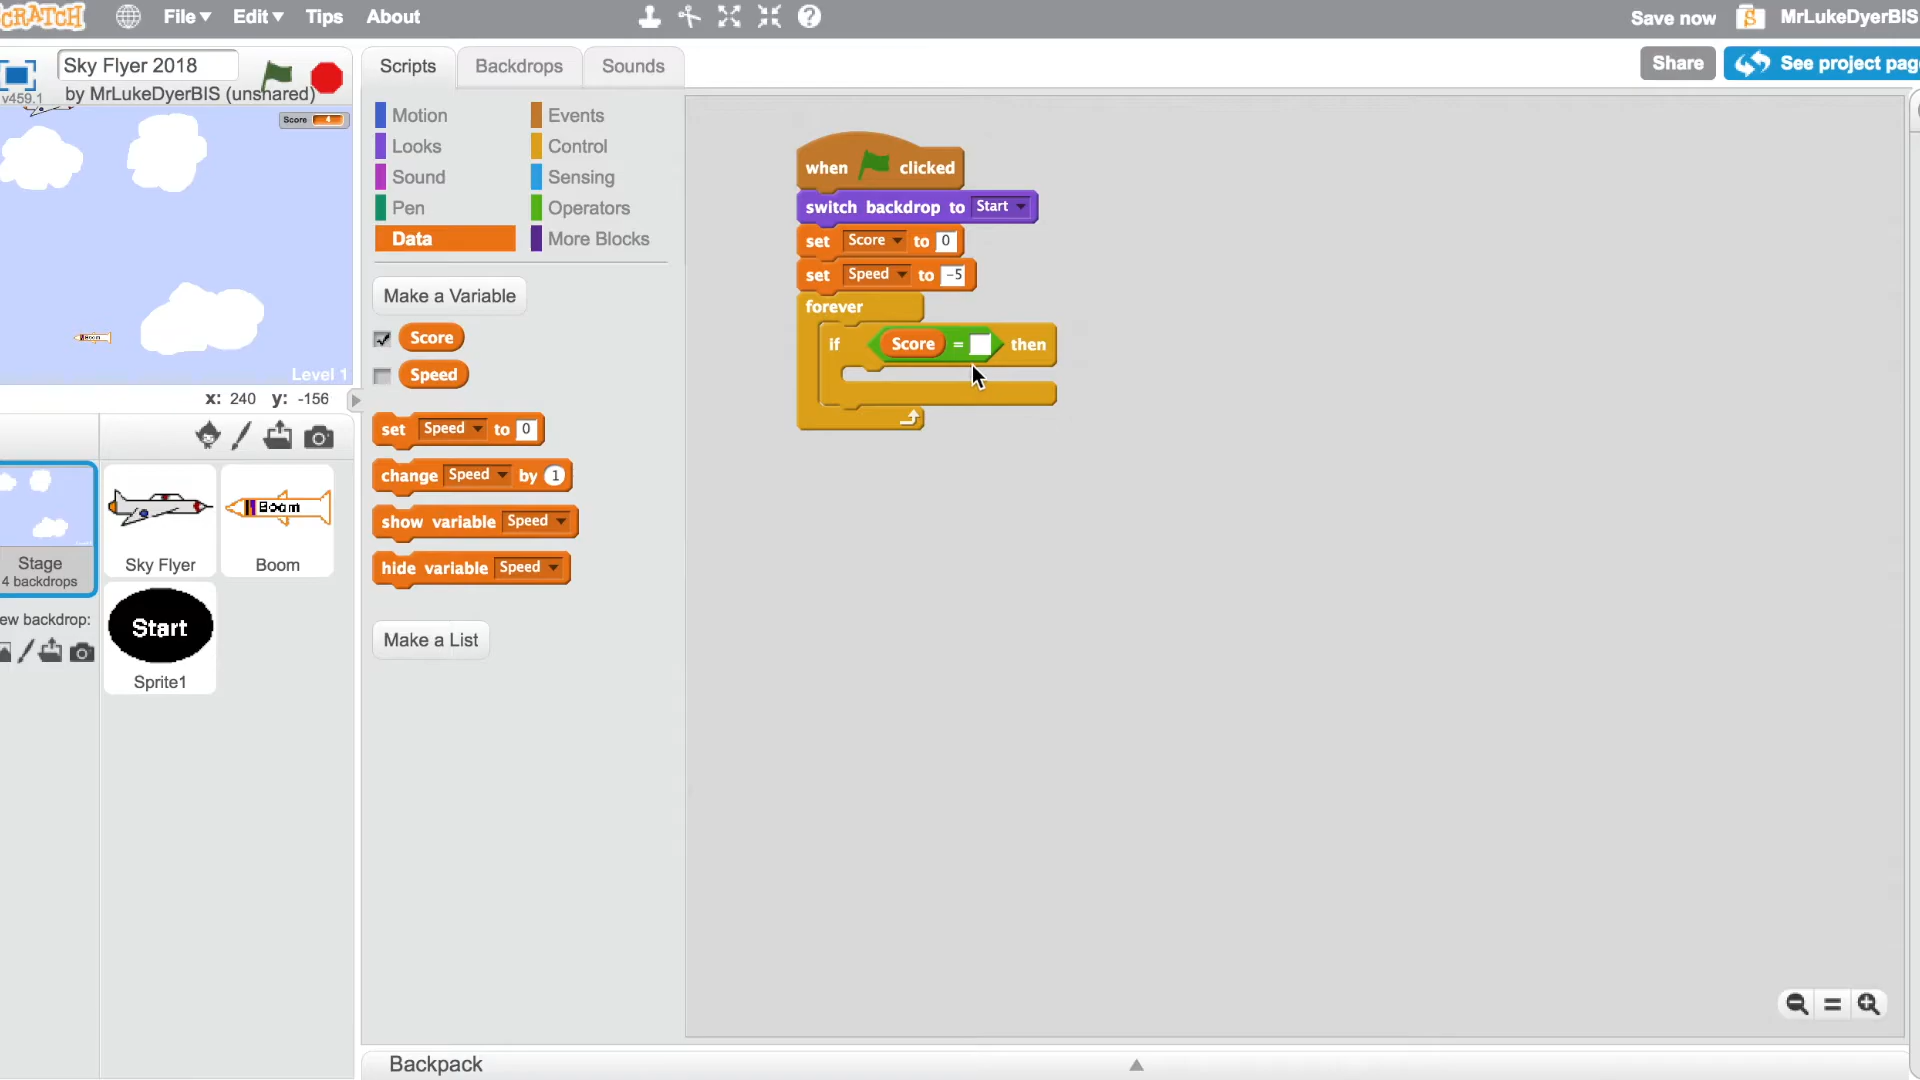 SCRATCH File Edit Tips About Save now MrLukeDyerBIS
Sky Flyer 2018
v459.1 by MrLukeDyerBIS (unshared)
Scripts Backdrops Sounds Share See project pag
Score 4
Motion Events
Looks Control
Sound Sensing
Pen Operators
Data More Blocks
Make a Variable
Score
Speed
set Speed to 0
change Speed by 1
show variable Speed
hide variable Speed
Make a List
when clicked
switch backdrop to Start
set Score to 0
set Speed to -5
forever
if Score = then
Boom
Level 1
x: 240 y: -156
Stage
4 backdrops
Sky Flyer
Boom
Boom
ew backdrop:
Start
Sprite1
Backpack